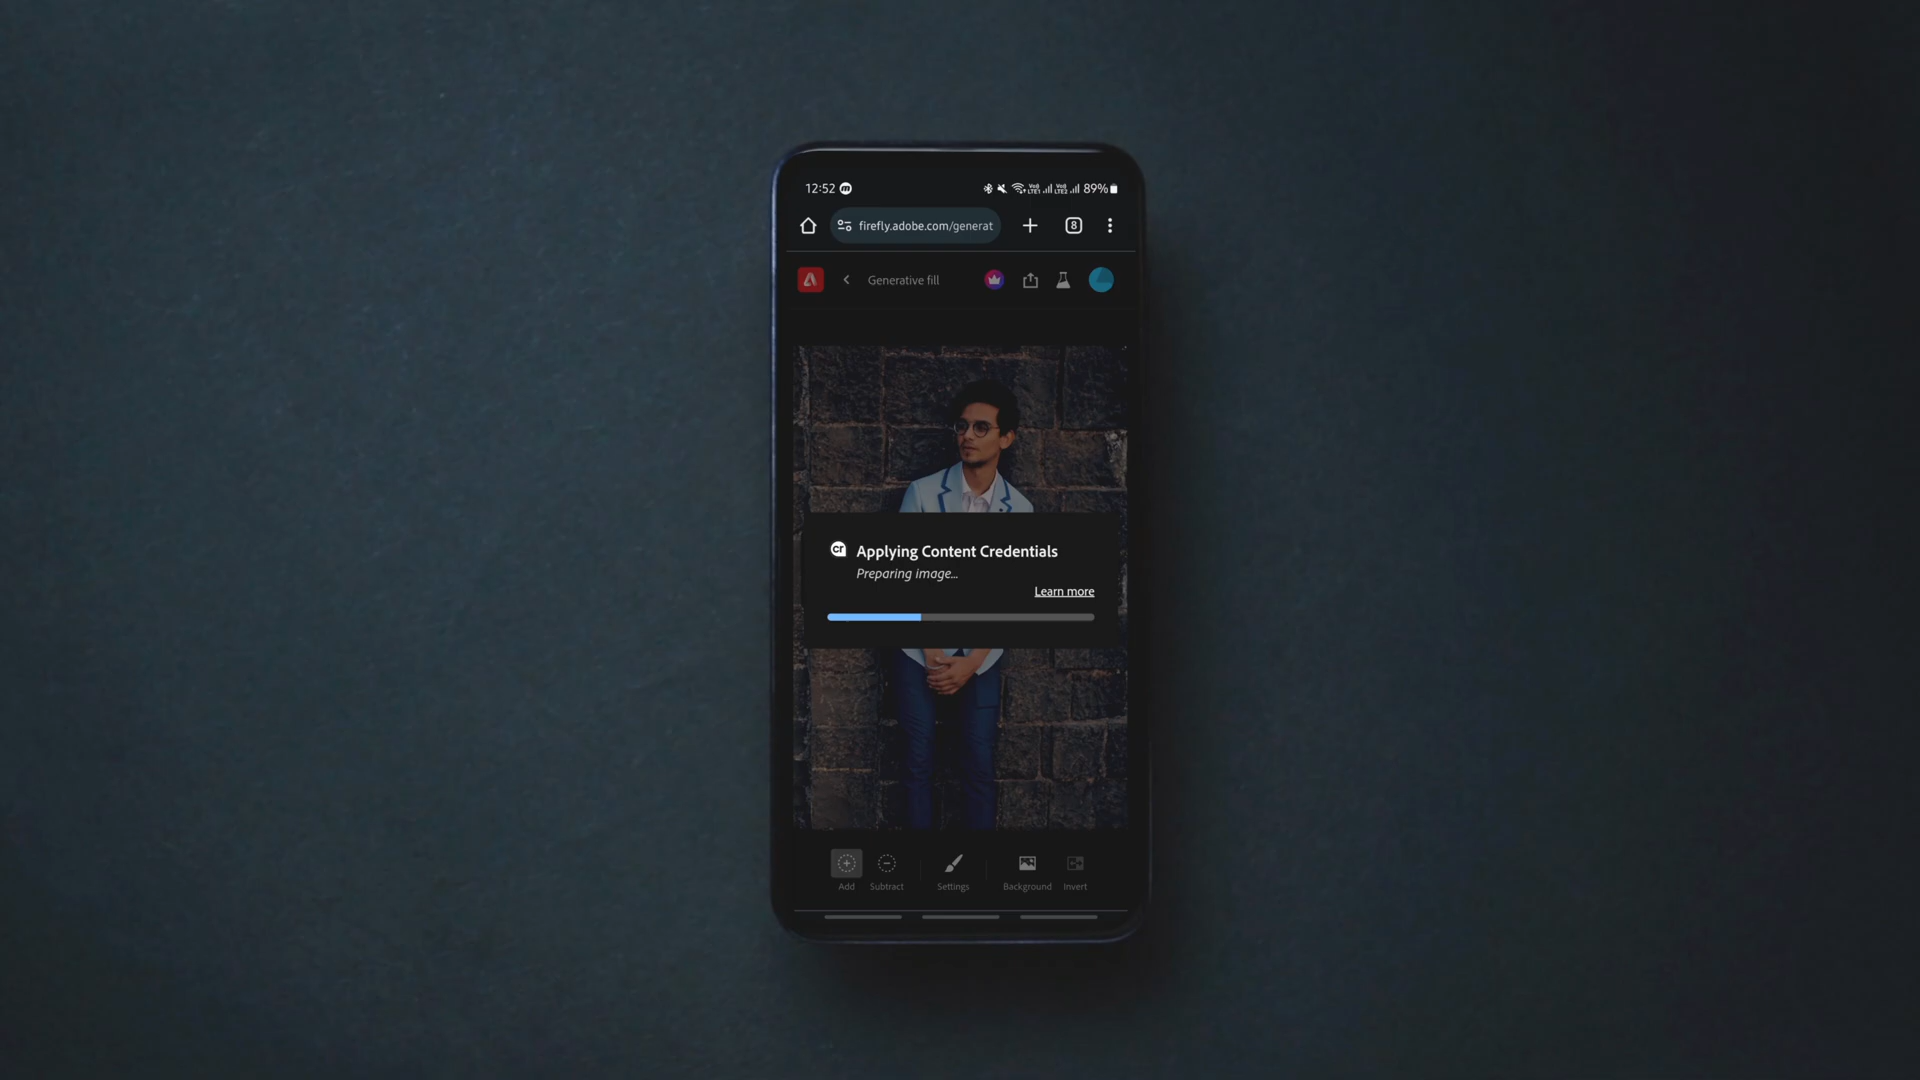 12:52 89%
firefly.adobe.com/generat 8
Generative fill
cr Applying Content Credentials
Preparing image...
Learn more
Add Subtract Settings Background Invert